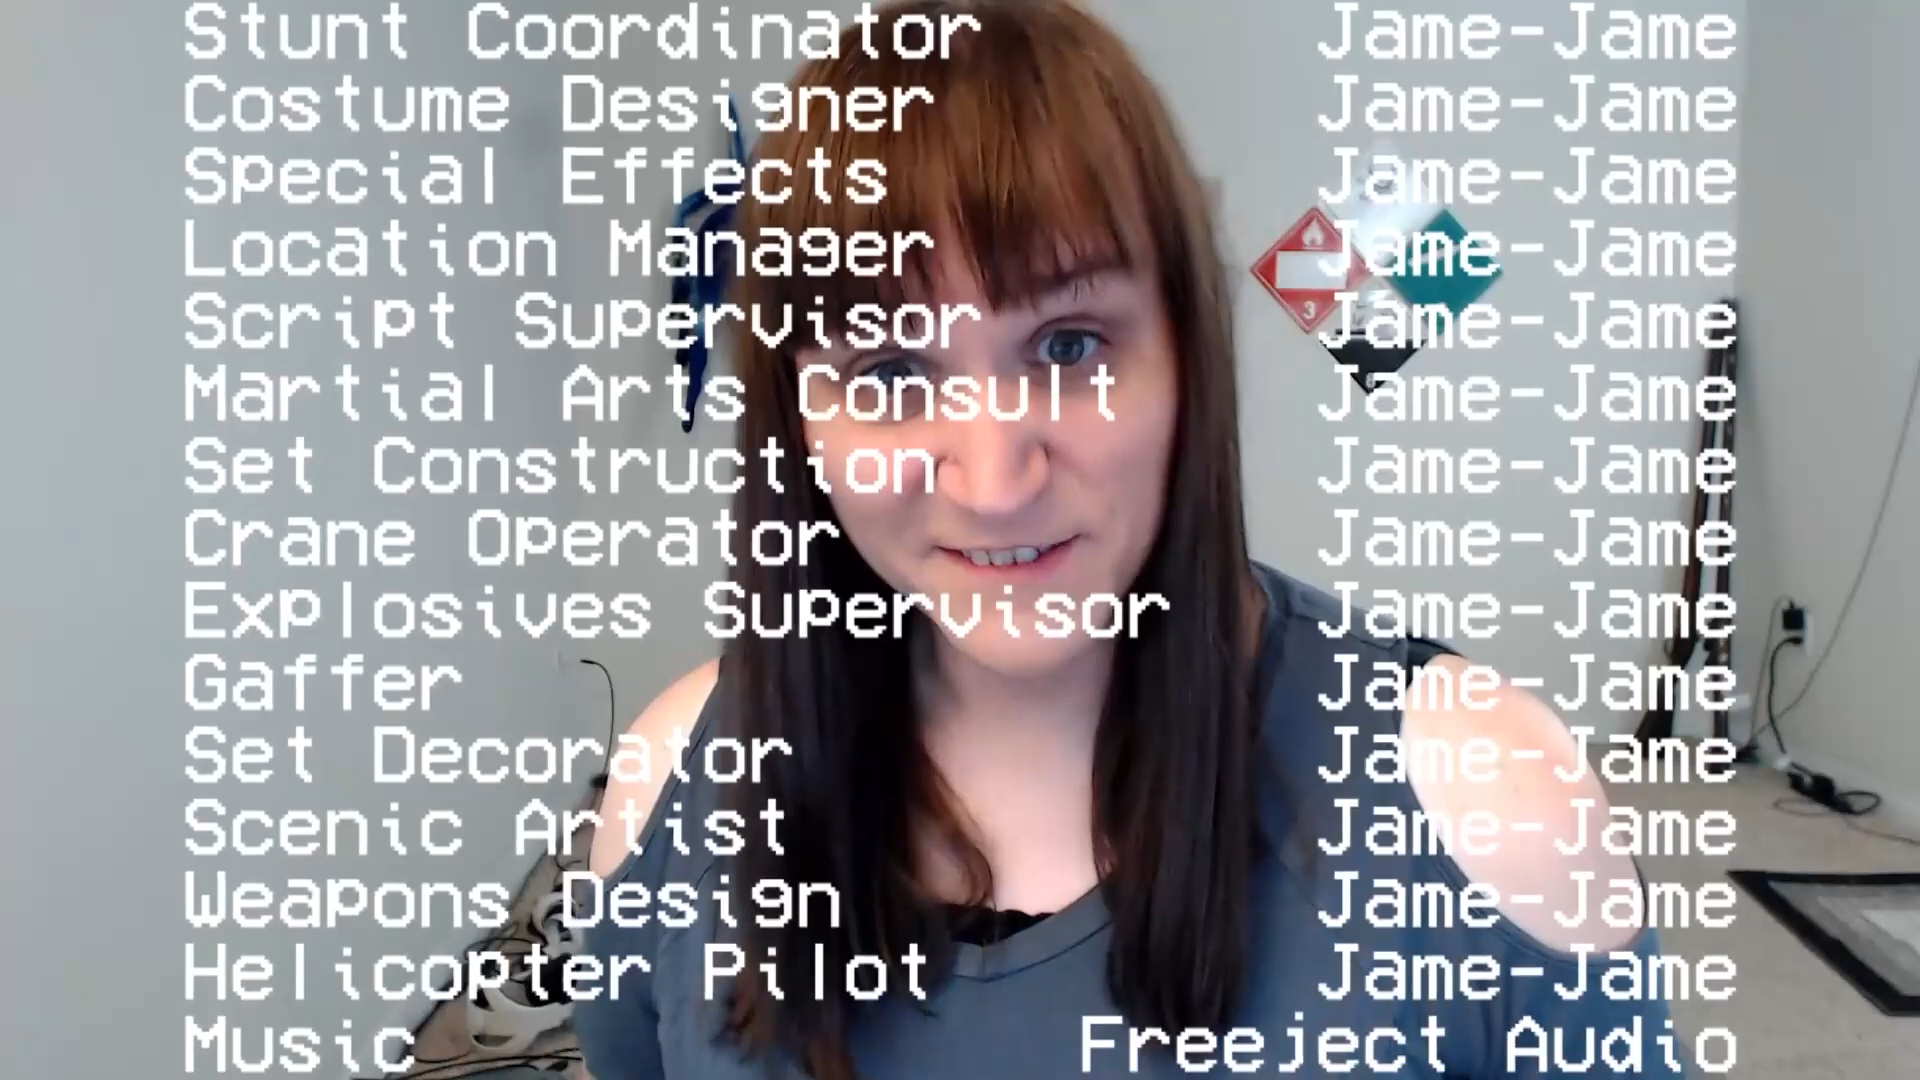 Stunt Coordinator Jame-Jame
Costume Designer Jame-Jame
Special Effects Jame-Jame
Location Manager Jame-Jame
Script Supervisor Jame-Jame
Martial Arts Consult Jame-Jame
Set Construction Jame-Jame
Crane Operator Jame-Jame
Explosives Supervisor Jame-Jame
Gaffer Jame-Jame
Set Decorator Jame-Jame
Scenic Artist Jame-Jame
Weapons Design Jame-Jame
Helicopter Pilot Jame-Jame
Music Freeject Audio
3